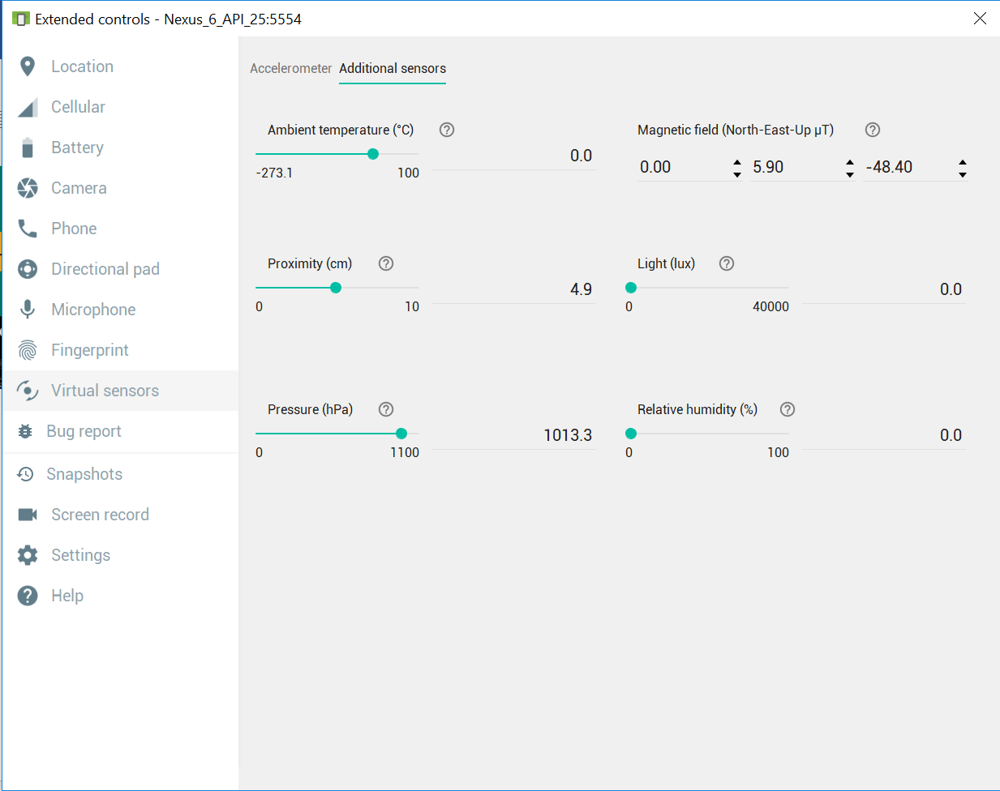 Extended controls - Nexus_6_API_25:5554
Location
Cellular
Battery
Camera
Phone
Directional pad
Microphone
Fingerprint
Virtual sensors
Bug report
Snapshots
Screen record
Settings
Help
Accelerometer Additional sensors
Ambient temperature (°C)
-273.1 100
0.0
Magnetic field (North-East-Up µT)
0.00 5.90 -48.40
Proximity (cm)
0 10
4.9
Light (lux)
0 40000
0.0
Pressure (hPa)
0 1100
1013.3
Relative humidity (%)
0 100
0.0